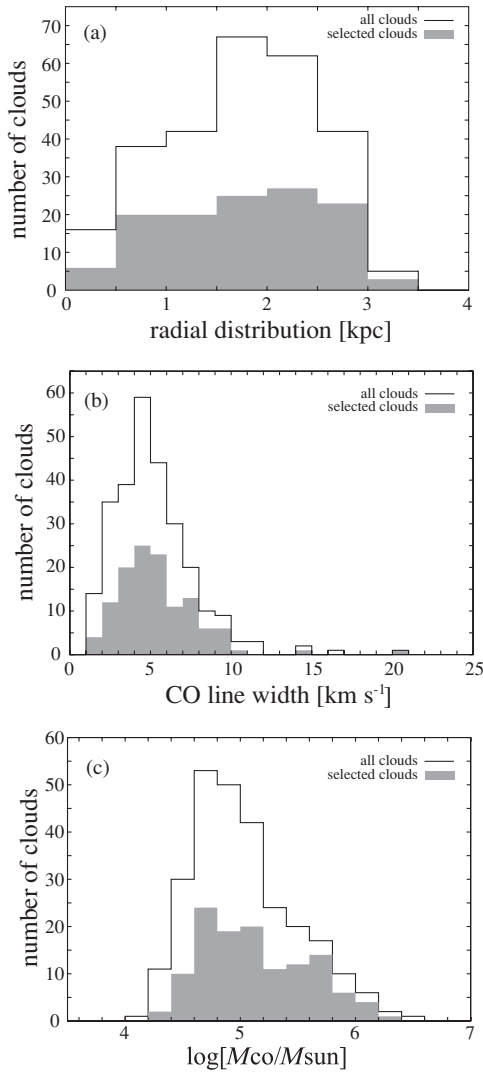 (a)
all clouds
selected clouds
70
60
50
40
30
20
10
0
number of clouds
0 1 2 3 4
radial distribution [kpc]
(b)
all clouds
selected clouds
60
50
40
30
20
10
0
number of clouds
0 5 10 15 20 25
CO line width [km s⁻¹]
(c)
all clouds
selected clouds
60
50
40
30
20
10
0
number of clouds
4 5 6 7
log[Mco/Msun]